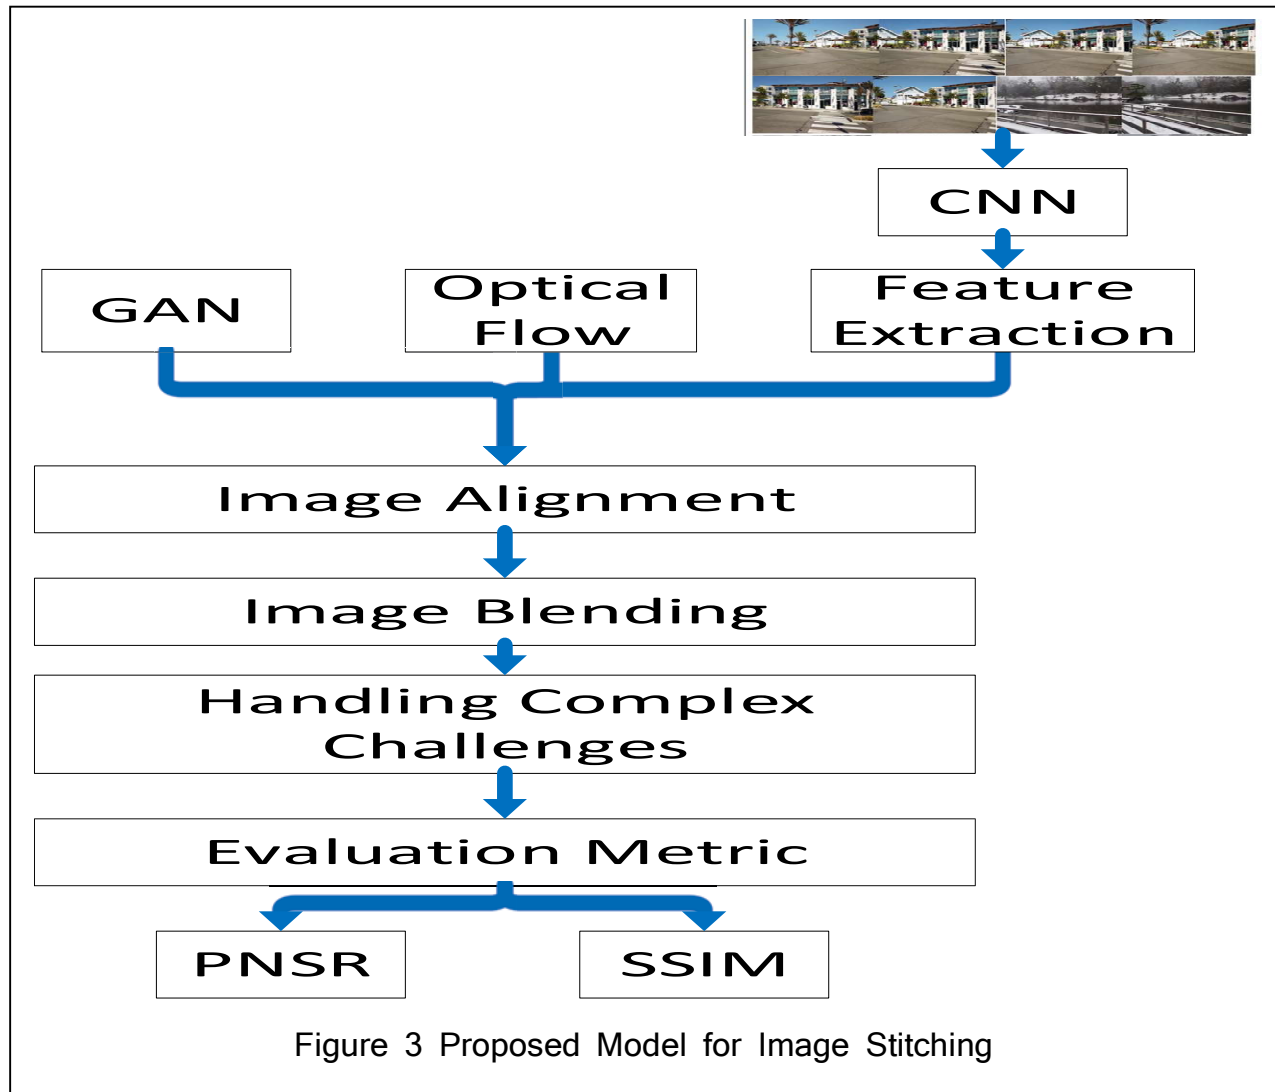 CNN
GAN
Optical
Flow
Feature
Extraction
Image Alignment
Image Blending
Handling Complex
Challenges
Evaluation Metric
PNSR
SSIM
Figure 3 Proposed Model for Image Stitching